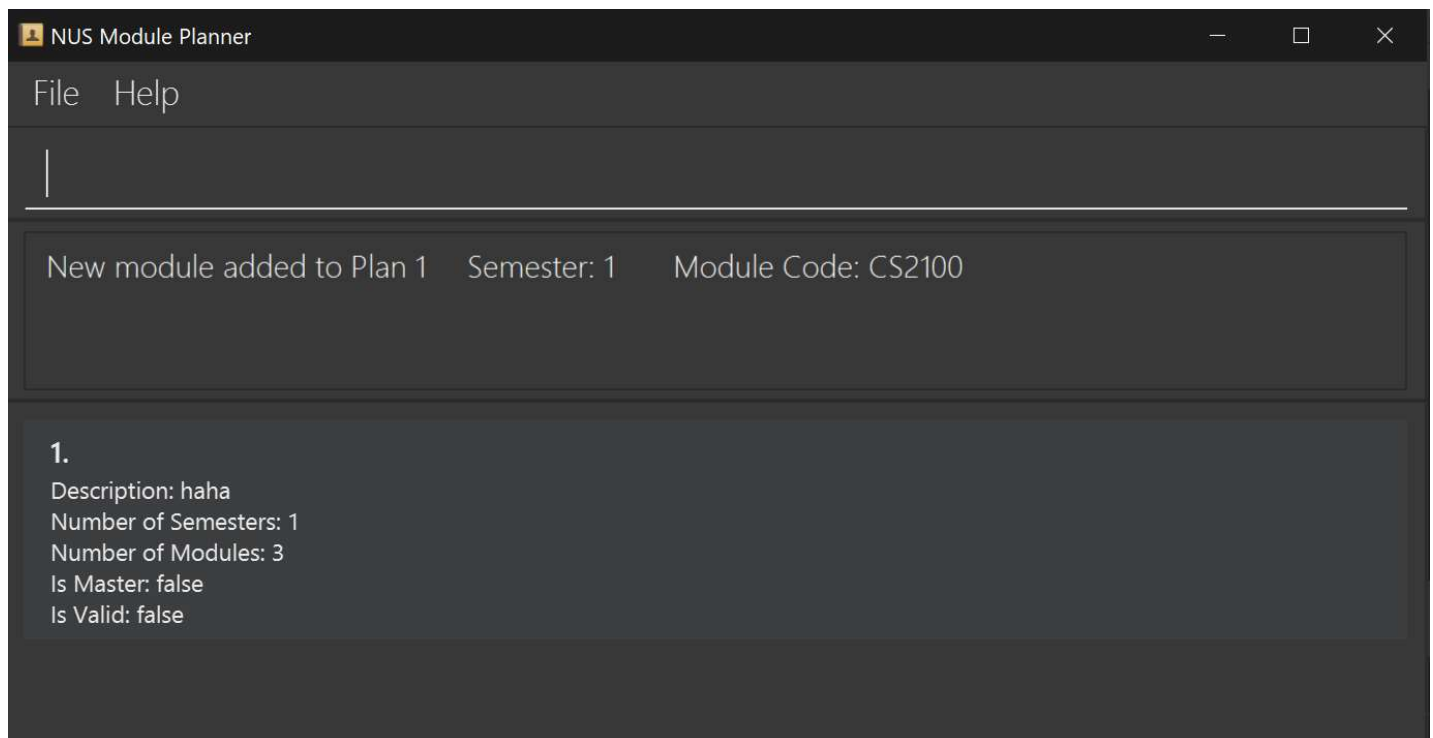 NUS Module Planner
File Help
New module added to Plan 1 Semester: 1 Module Code: CS2100
1.
Description: haha
Number of Semesters: 1
Number of Modules: 3
Is Master: false
Is Valid: false